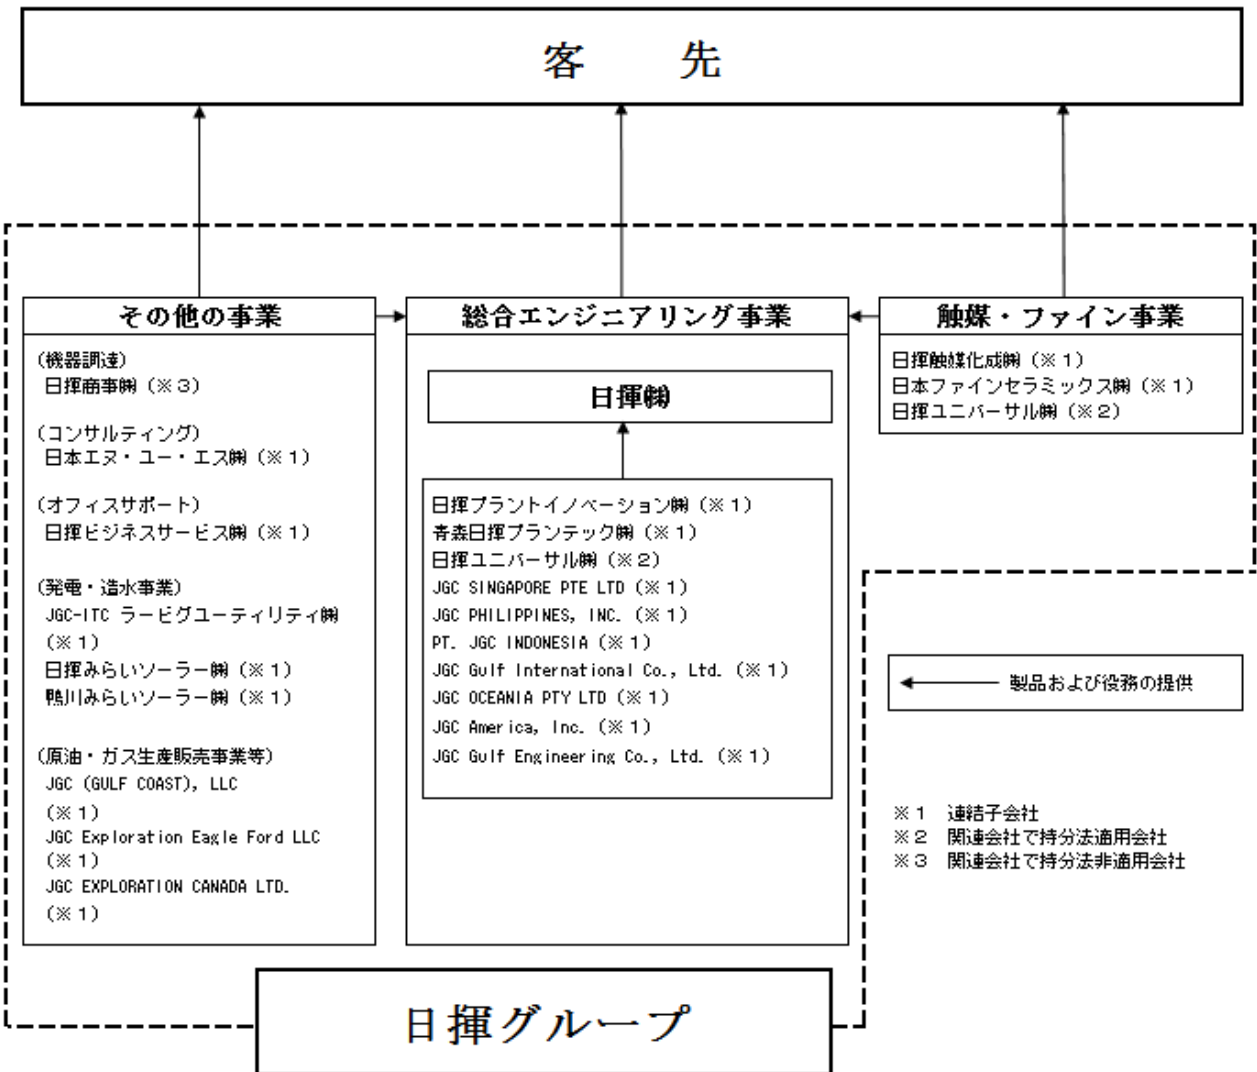 客 先
その他の事業
(機器調達)
日揮商事㈱(※3)
(コンサルティング)
日本エヌ・ユー・エス㈱(※1)
(オフィスサポート)
日揮ビジネスサービス㈱(※1)
(発電・造水事業)
JGC-ITC ラービグユーティリティ㈱
(※1)
日揮みらいソーラー㈱(※1)
鴨川みらいソーラー㈱(※1)
(原油・ガス生産販売事業等)
JGC (GULF COAST), LLC
(※1)
JGC Exploration Eagle Ford LLC
(※1)
JGC EXPLORATION CANADA LTD.
(※1)
総合エンジニアリング事業
日揮㈱
日揮プラントイノベーション㈱(※1)
青森日揮プランテック㈱(※1)
日揮ユニバーサル㈱(※2)
JGC SINGAPORE PTE LTD(※1)
JGC PHILIPPINES, INC.(※1)
PT. JGC INDONESIA(※1)
JGC Gulf International Co., Ltd.(※1)
JGC OCEANIA PTY LTD(※1)
JGC America, Inc.(※1)
JGC Gulf Engineering Co., Ltd.(※1)
触媒・ファイン事業
日揮触媒化成㈱(※1)
日本ファインセラミックス㈱(※1)
日揮ユニバーサル㈱(※2)
製品および役務の提供
※1 連結子会社
※2 関連会社で持分法適用会社
※3 関連会社で持分法非適用会社
日揮グループ